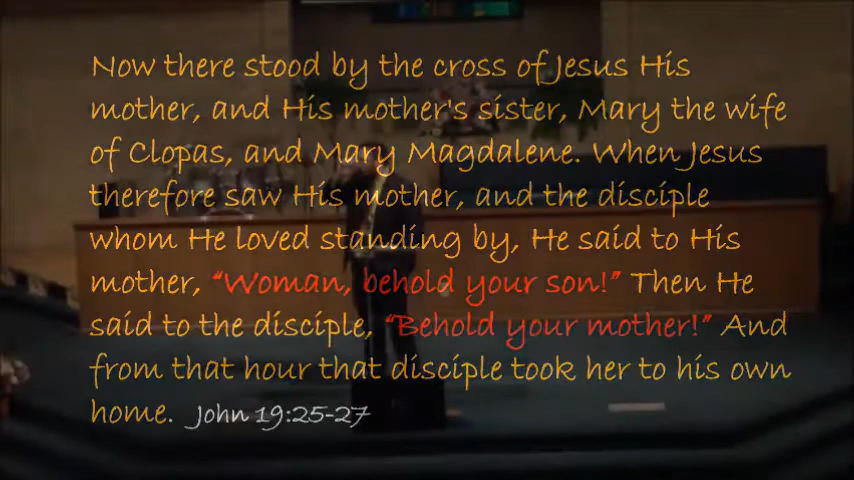 Now there stood by the cross of Jesus His
mother, and His mother's sister, Mary the wife
of Clopas, and Mary Magdalene. When Jesus
therefore saw His mother, and the disciple
whom He loved standing by, He said to His
mother, “Woman, behold your son!” Then He
said to the disciple, “Behold your mother!” And
from that hour that disciple took her to his own
home. John 19:25-27